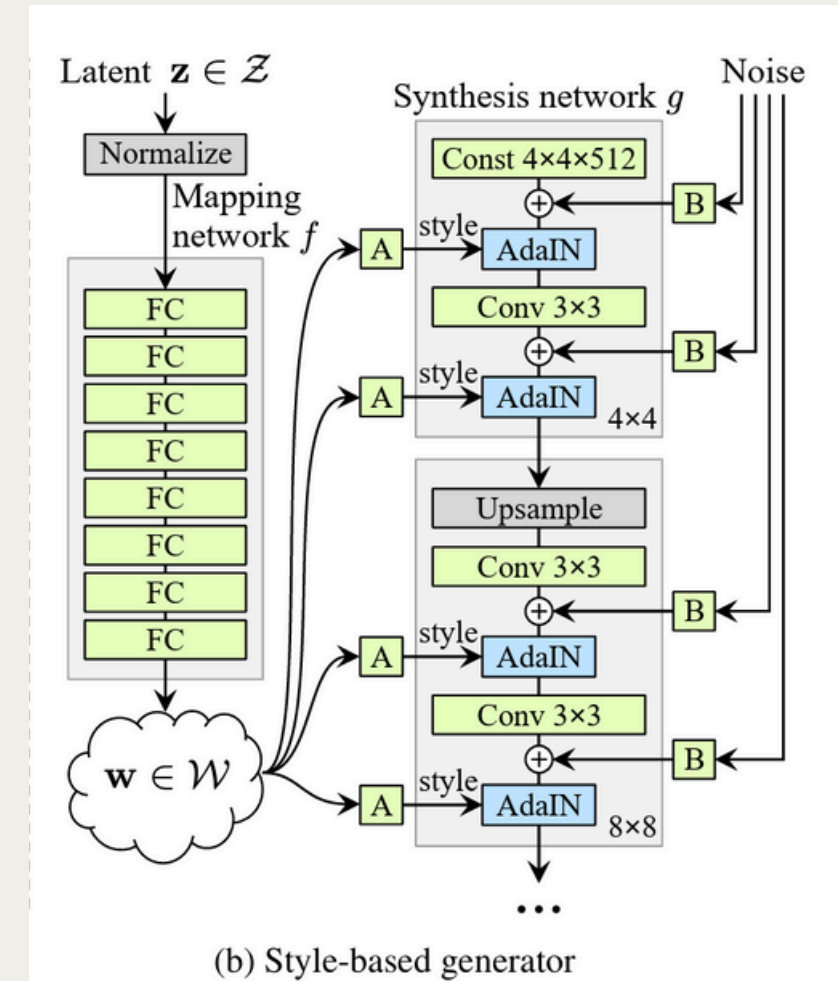 Latent z ∈ Z
Normalize
Mapping
network f
FC
FC
FC
FC
FC
FC
FC
FC
w ∈ W
Synthesis network g
Noise
Const 4×4×512
+
B
A
style
AdaIN
Conv 3×3
+
B
A
style
AdaIN
4×4
Upsample
Conv 3×3
+
B
A
style
AdaIN
Conv 3×3
+
B
A
style
AdaIN
8×8
...
(b) Style-based generator